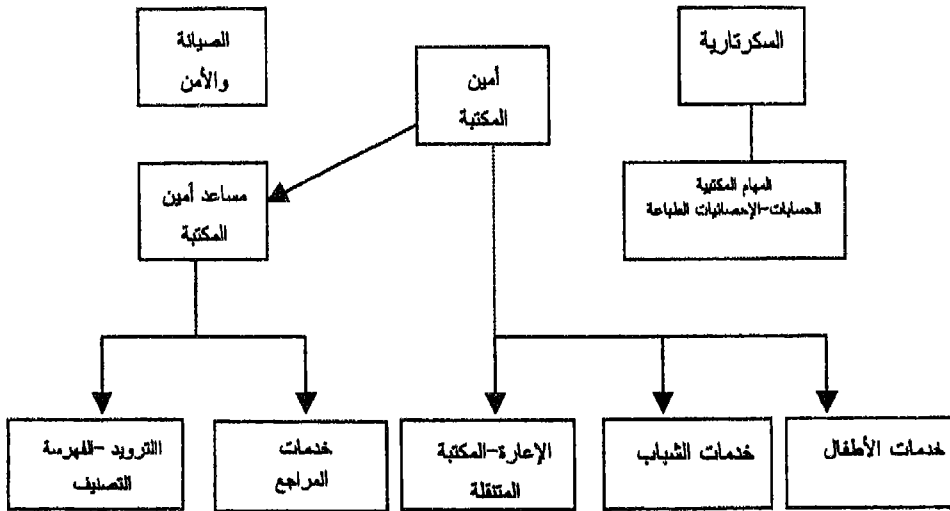 السكرتارية
أمين
المكتبة
الصيانة
والأمن
المهام المكتبية
الحسابات-الإحصائيات الطباعة
مساعد أمين
المكتبة
خدمات الأطفال
خدمات الشباب
الإعارة-المكتبة
المتنقلة
خدمات
المراجع
التزويد -الفهرسة
التصنيف